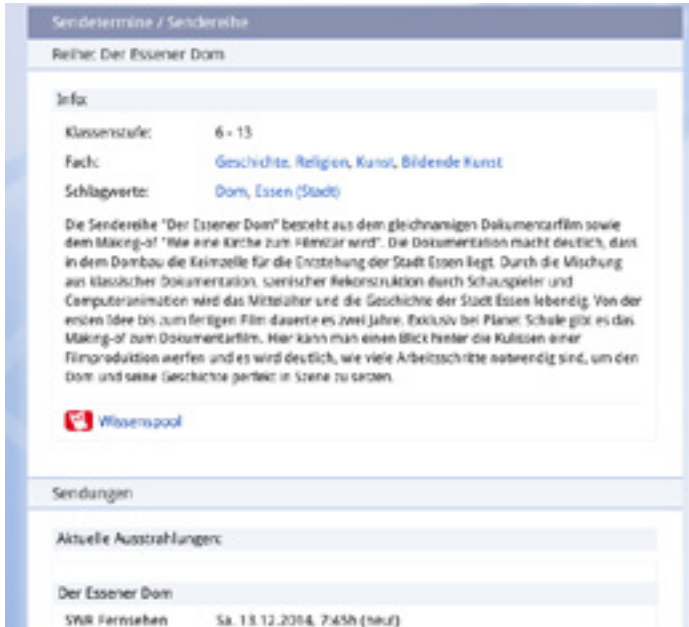 Sendetermine / Sendereihe
Reihe: Der Essener Dom
Info:
Klassenstufe: 6 - 13
Fach: Geschichte, Religion, Kunst, Bildende Kunst
Schlagworte: Dom, Essen (Stadt)
Die Sendereihe "Der Essener Dom" besteht aus dem gleichnamigen Dokumentarfilm sowie
dem Making-of "Wie eine Kirche zum Filmstar wird". Die Dokumentation macht deutlich, dass
in dem Dombau die Keimzelle für die Entstehung der Stadt Essen liegt. Durch die Mischung
aus klassischer Dokumentation, szenischer Rekonstruktion durch Schauspieler und
Computeranimation wird das Mittelalter und die Geschichte der Stadt Essen lebendig. Von der
ersten Idee bis zum fertigen Film dauerte es zwei Jahre. Exklusiv bei Planet Schule gibt es das
Making-of zum Dokumentarfilm. Hier kann man einen Blick hinter die Kulissen einer
Filmproduktion werfen und es wird deutlich, wie viele Arbeitsschritte notwendig sind, um den
Dom und seine Geschichte perfekt in Szene zu setzen.
Wissenspool
Sendungen
Aktuelle Ausstrahlungen:
Der Essener Dom
SWR Fernsehen Sa. 13.12.2014, 7:45h (neu!)